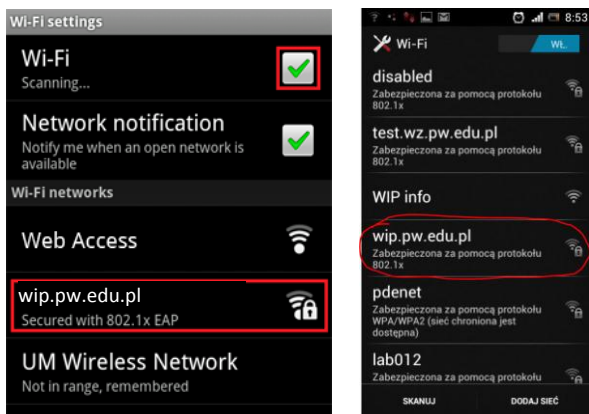 Wi-Fi settings
Wi-Fi
Scanning...
Network notification
Notify me when an open network is
available
Wi-Fi networks
Web Access
wip.pw.edu.pl
Secured with 802.1x EAP
UM Wireless Network
Not in range, remembered
8:53
Wi-Fi
WŁ.
disabled
Zabezpieczona za pomocą protokołu
802.1x
test.wz.pw.edu.pl
Zabezpieczona za pomocą protokołu
802.1x
WIP info
wip.pw.edu.pl
Zabezpieczona za pomocą protokołu
802.1x
pdenet
Zabezpieczona za pomocą protokołu
WPA/WPA2 (sieć chroniona jest
dostępna)
lab012
Zabezpieczona za pomocą protokołu
SKANUJ DODAJ SIEĆ